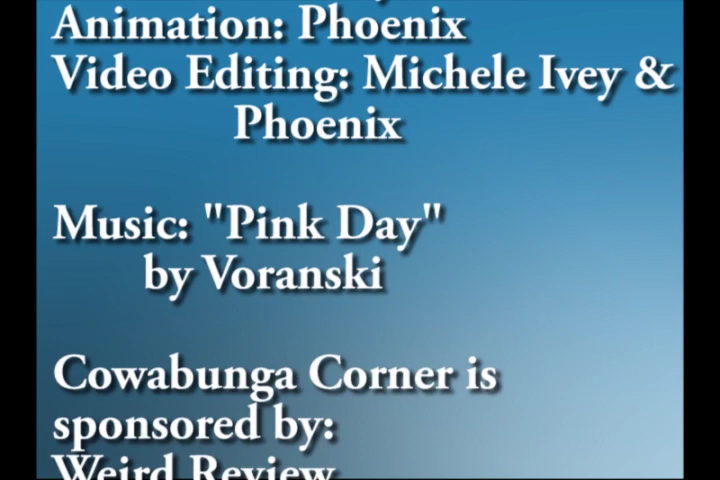 Animation: Phoenix
Video Editing: Michele Ivey &
Phoenix
Music: "Pink Day"
by Voranski
Cowabunga Corner is
sponsored by:
Weird Review